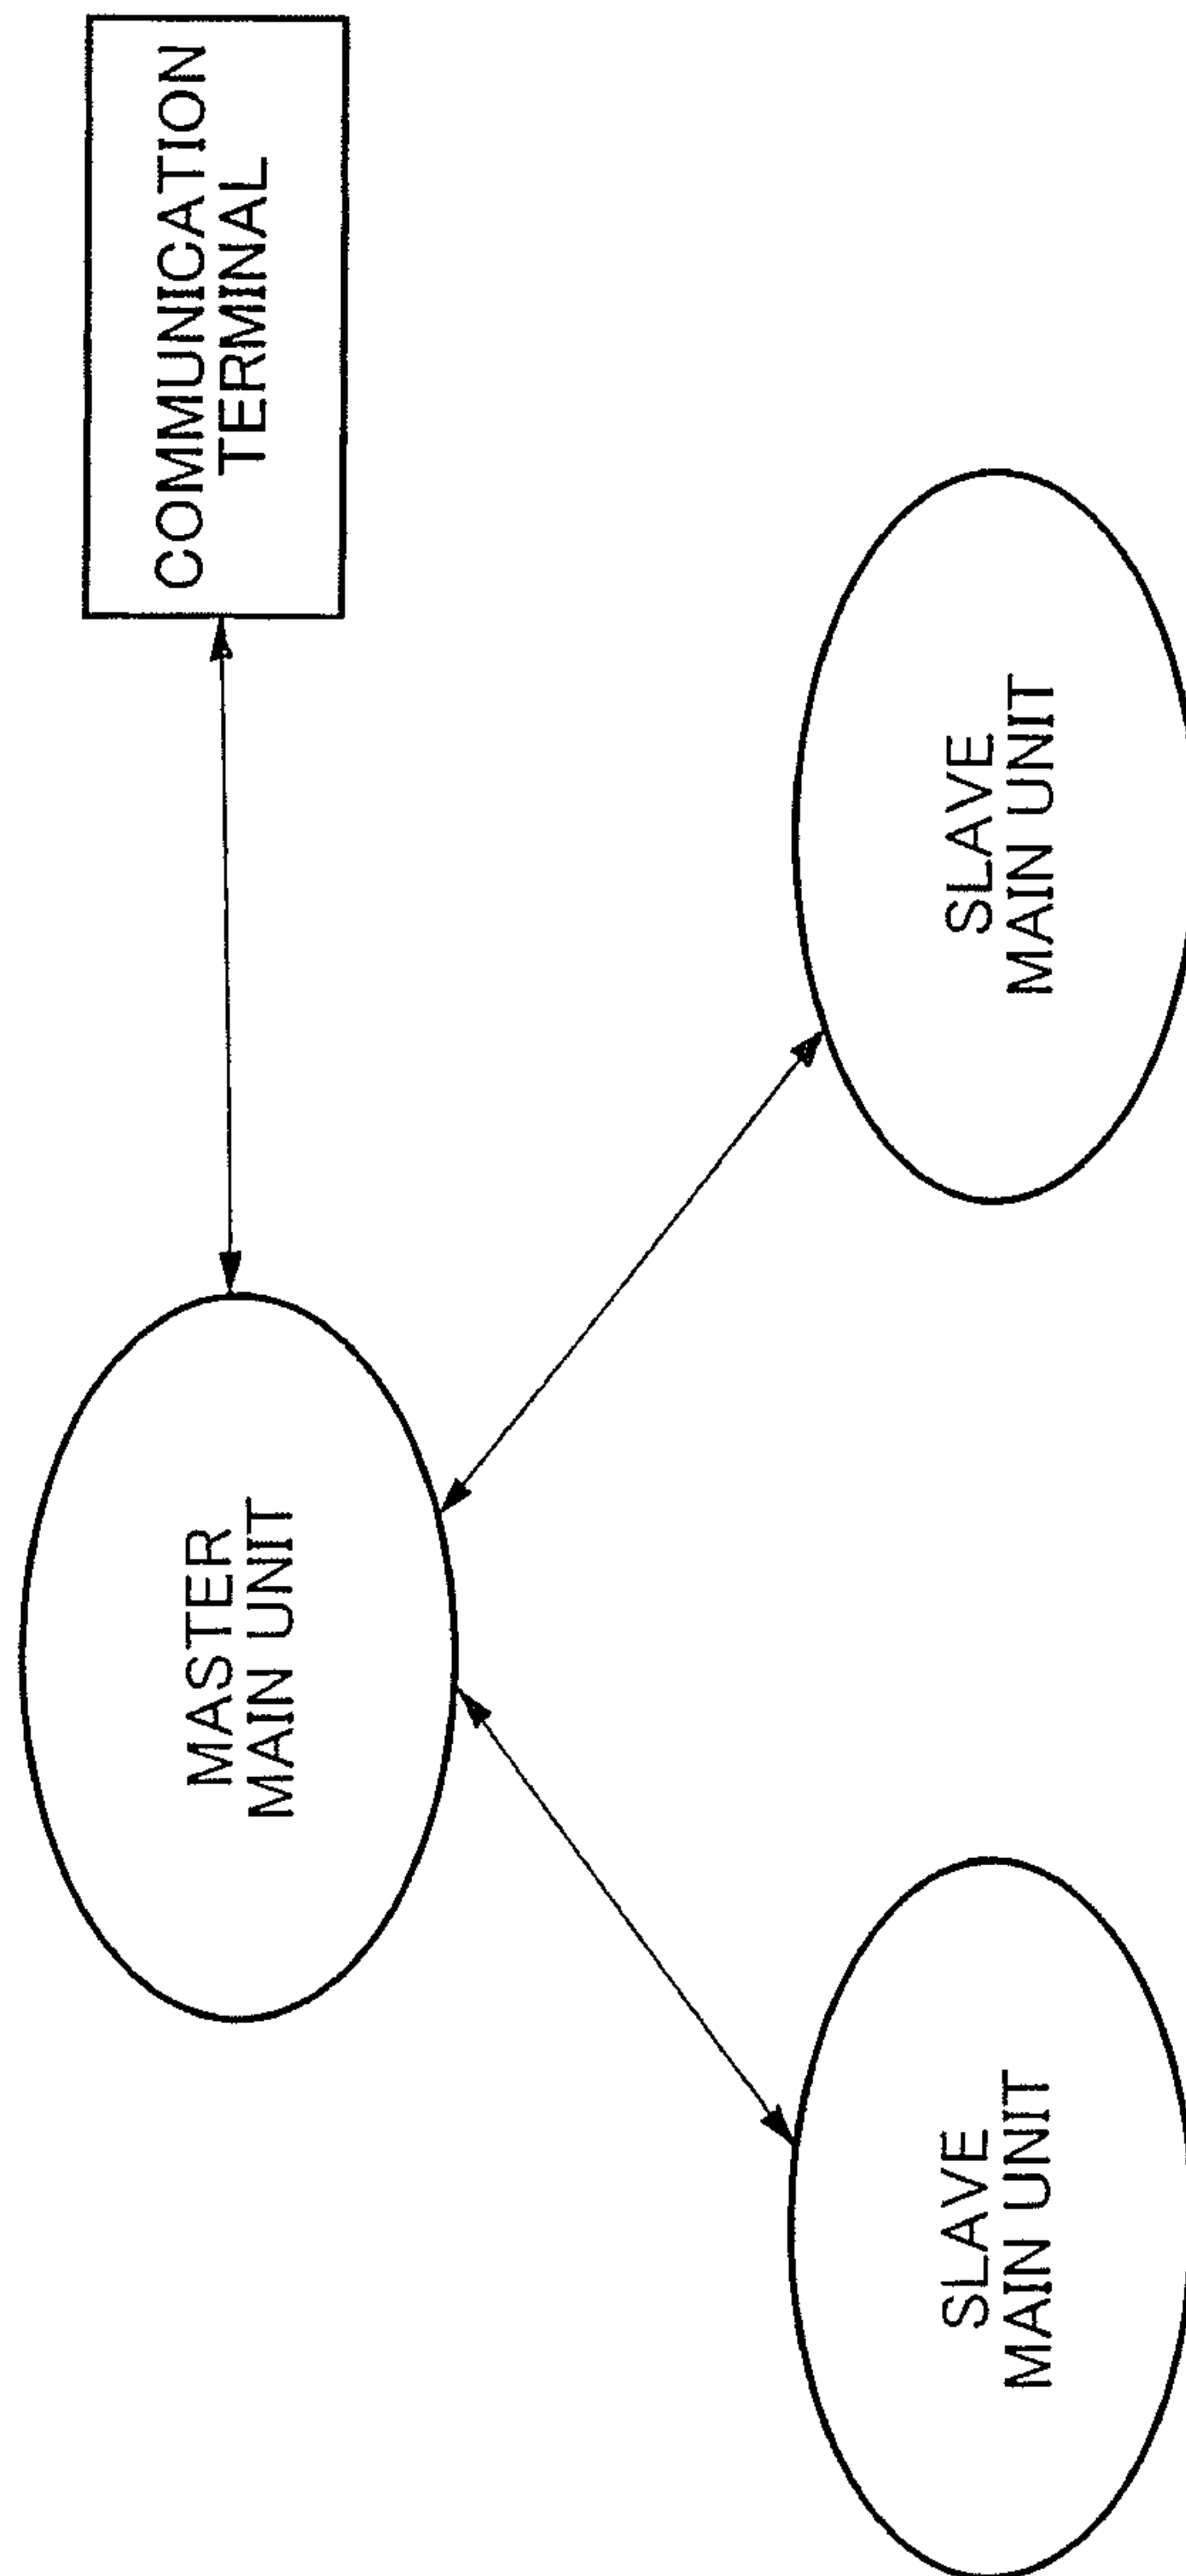 MASTER
MAIN UNIT
COMMUNICATION
TERMINAL
SLAVE
MAIN UNIT
SLAVE
MAIN UNIT